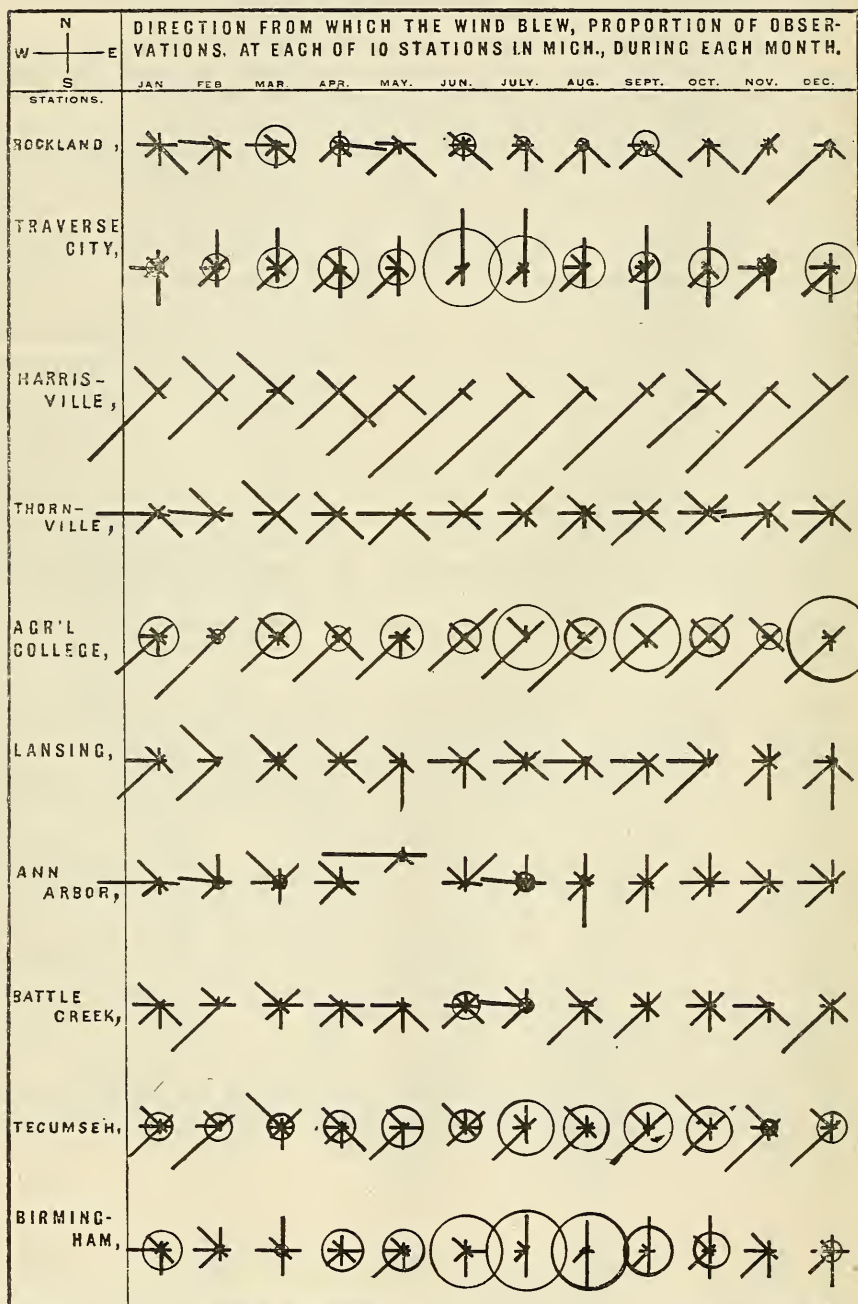 N
W E
S
DIRECTION FROM WHICH THE WIND BLEW, PROPORTION OF OBSER-
VATIONS, AT EACH OF 10 STATIONS IN MICH., DURING EACH MONTH.
JAN FEB MAR. APR. MAY. JUN. JULY. AUG. SEPT. OCT. NOV. DEC.
STATIONS.
ROCKLAND,
TRAVERSE
CITY,
HARRIS-
VILLE,
THORN-
VILLE,
AGR'L
COLLEGE,
LANSING,
ANN
ARBOR,
BATTLE
CREEK,
TECUMSEH,
BIRMING-
HAM,